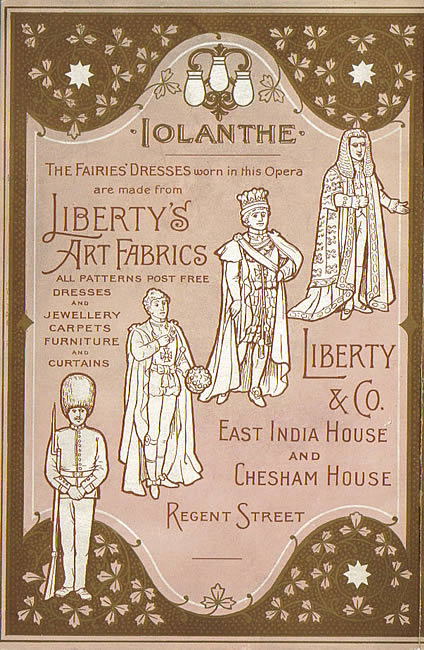 ·IOLANTHE·
THE FAIRIES' DRESSES worn in this Opera
are made from
LIBERTY'S
ART FABRICS
ALL PATTERNS POST FREE
DRESSES
AND
JEWELLERY
CARPETS
FURNITURE
AND
CURTAINS
LIBERTY
& CO.
EAST INDIA HOUSE
AND
CHESHAM HOUSE
REGENT STREET